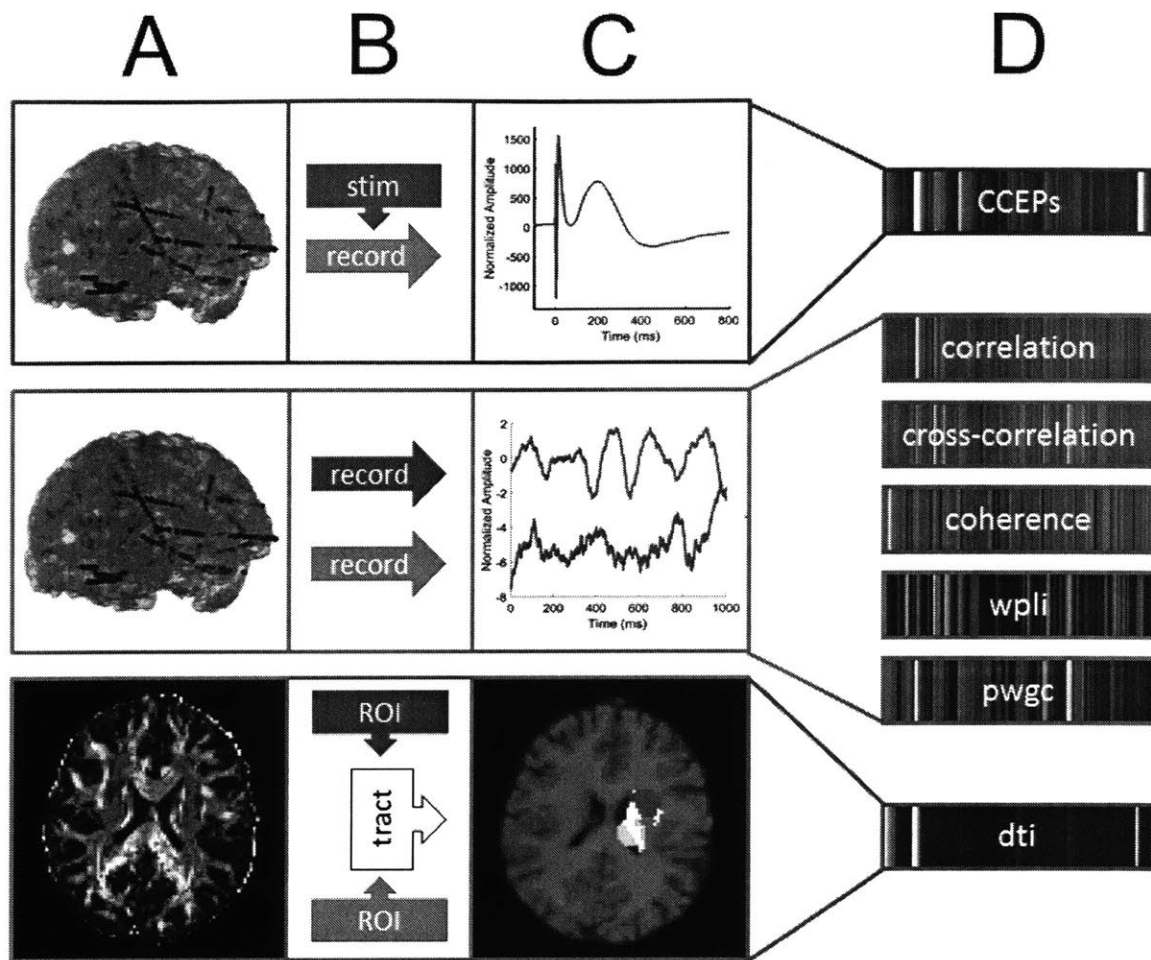 A B C D
stim
record
Normalized Amplitude
1500
1000
500
0
-500
-1000
0 200 400 600 800
Time (ms)
CCEPs
record
record
Normalized Amplitude
2
0
-2
-4
-6
-8
0 200 400 600 800 1000
Time (ms)
correlation
cross-correlation
coherence
wpli
pwgc
ROI
tract
ROI
dti